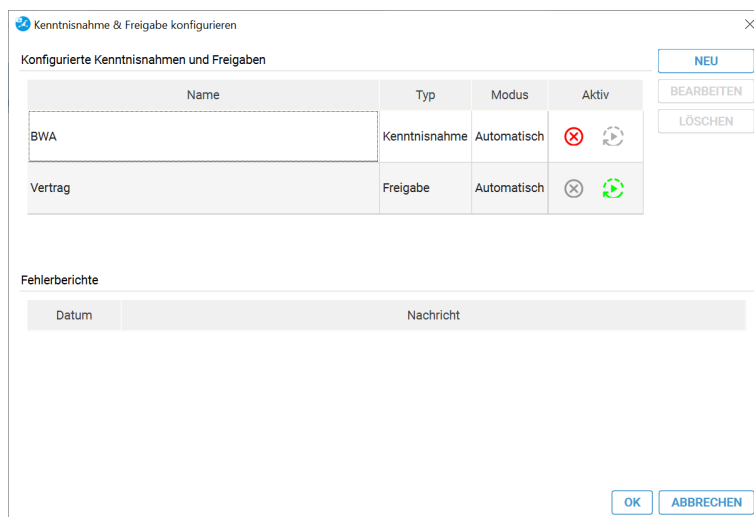 Kenntnisnahme & Freigabe konfigurieren
Konfigurierte Kenntnisnahmen und Freigaben
NEU
Name Typ Modus Aktiv
BEARBEITEN
LÖSCHEN
BWA Kenntnisnahme Automatisch
Vertrag Freigabe Automatisch
Fehlerberichte
Datum Nachricht
OK ABBRECHEN